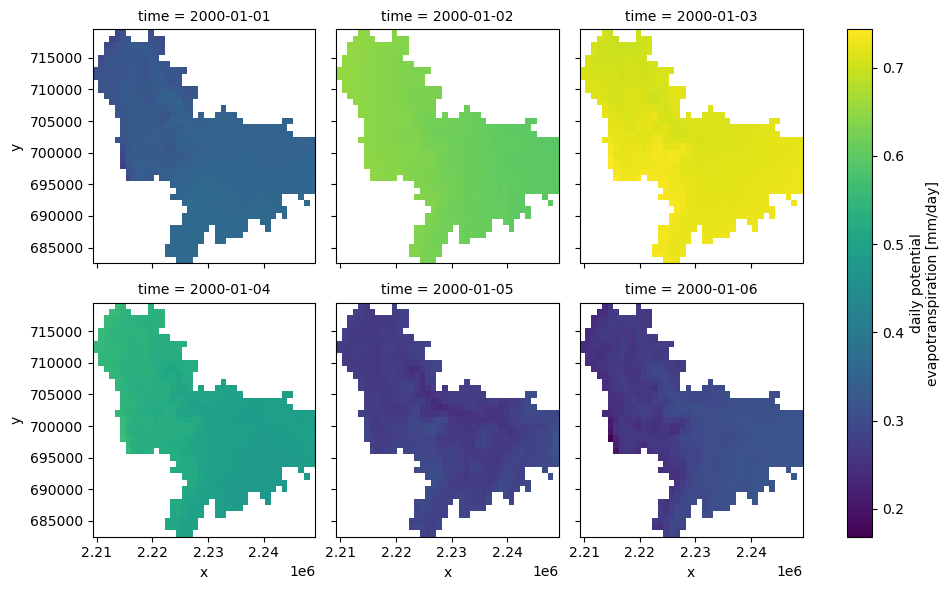 time = 2000-01-01
time = 2000-01-02
time = 2000-01-03
715000
710000
705000
700000
695000
690000
685000
y
time = 2000-01-04
time = 2000-01-05
time = 2000-01-06
715000
710000
705000
700000
695000
690000
685000
y
2.21 2.22 2.23 2.24
1e6
x
2.21 2.22 2.23 2.24
1e6
x
2.21 2.22 2.23 2.24
1e6
x
0.7
0.6
0.5
0.4
0.3
0.2
daily potential
evapotranspiration [mm/day]